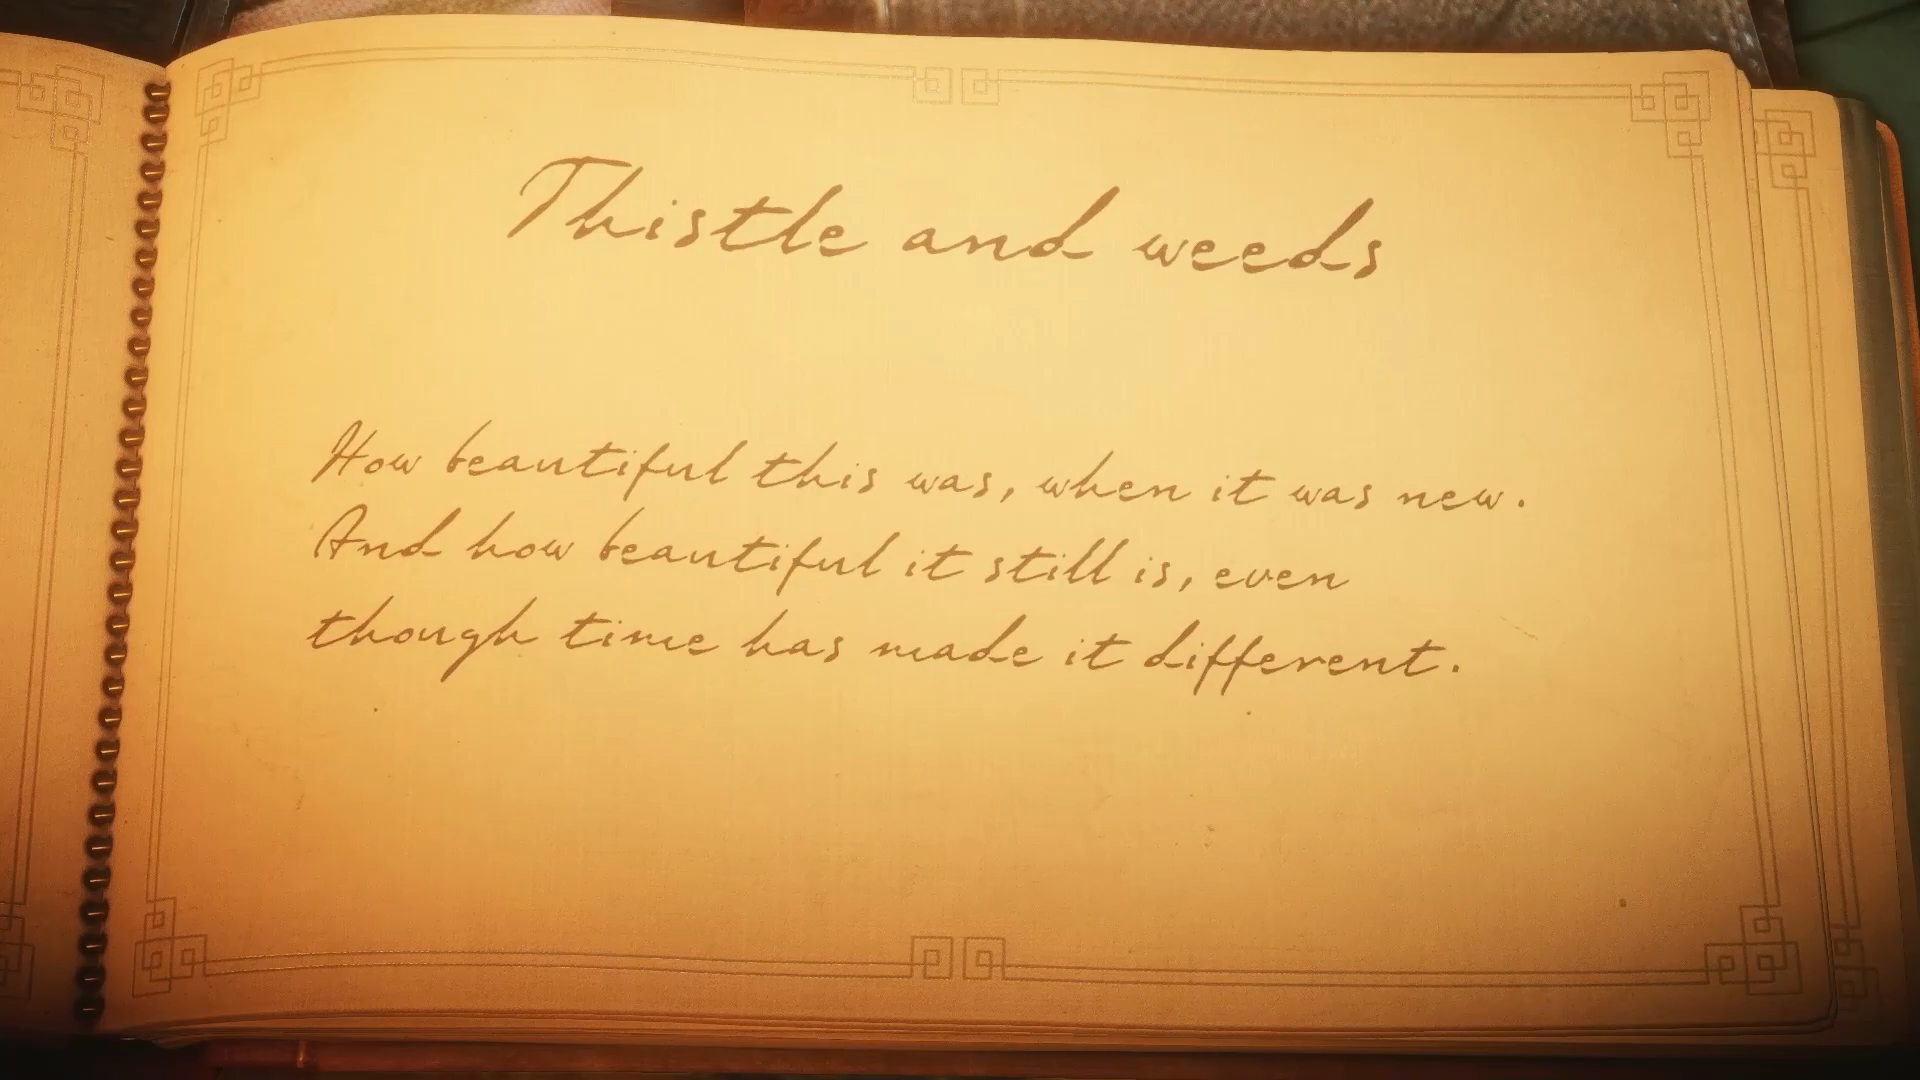 Thistle and weeds
How beautiful this was, when it was new.
And how beautiful it still is, even
though time has made it different.